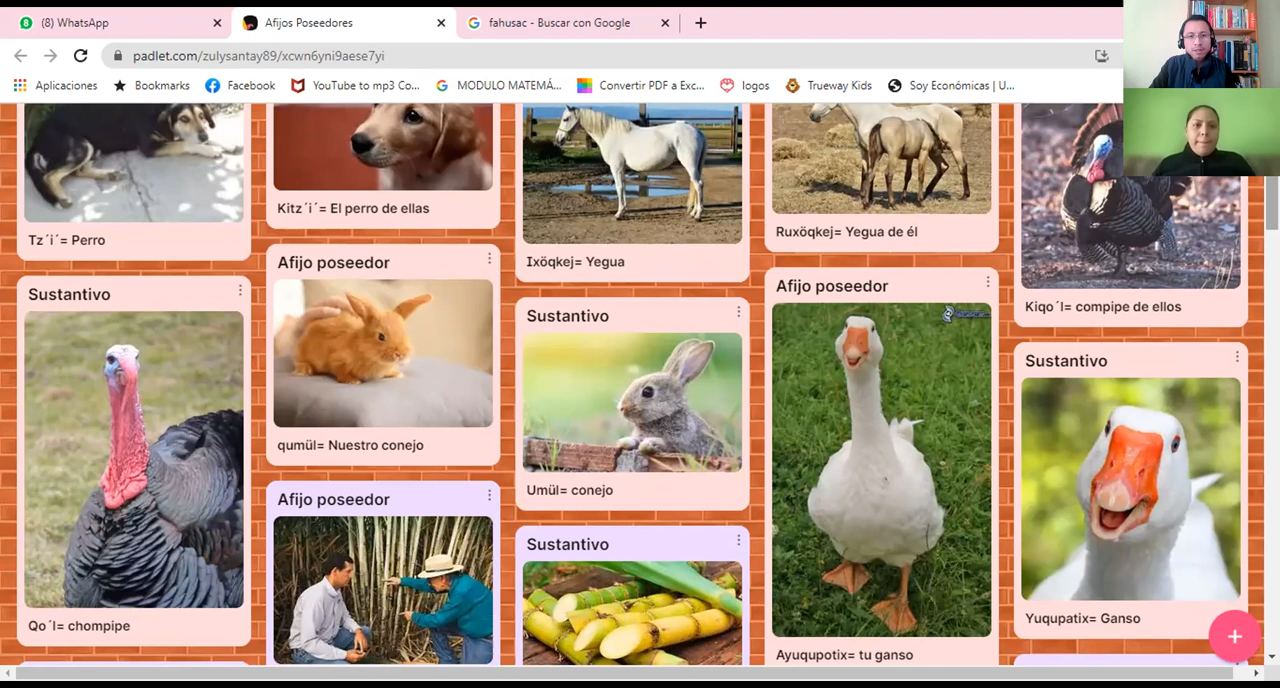 (8) WhatsApp
Afijos Poseedores
fahusac - Buscar con Google
padlet.com/zulysantay89/xcwn6yni9aese7yi
Aplicaciones
Bookmarks
Facebook
YouTube to mp3 Co...
MODULO MATEMÁ...
Convertir PDF a Exc...
logos
Trueway Kids
Soy Económicas | U...
Tz´i´= Perro
Sustantivo
Qo´l= chompipe
Kitz´i´= El perro de ellas
Afijo poseedor
qumül= Nuestro conejo
Afijo poseedor
Ixöqkej= Yegua
Sustantivo
Umül= conejo
Sustantivo
Ruxöqkej= Yegua de él
Afijo poseedor
Ayuqupotix= tu ganso
Kiqo´l= compipe de ellos
Sustantivo
Yuqupatix= Ganso